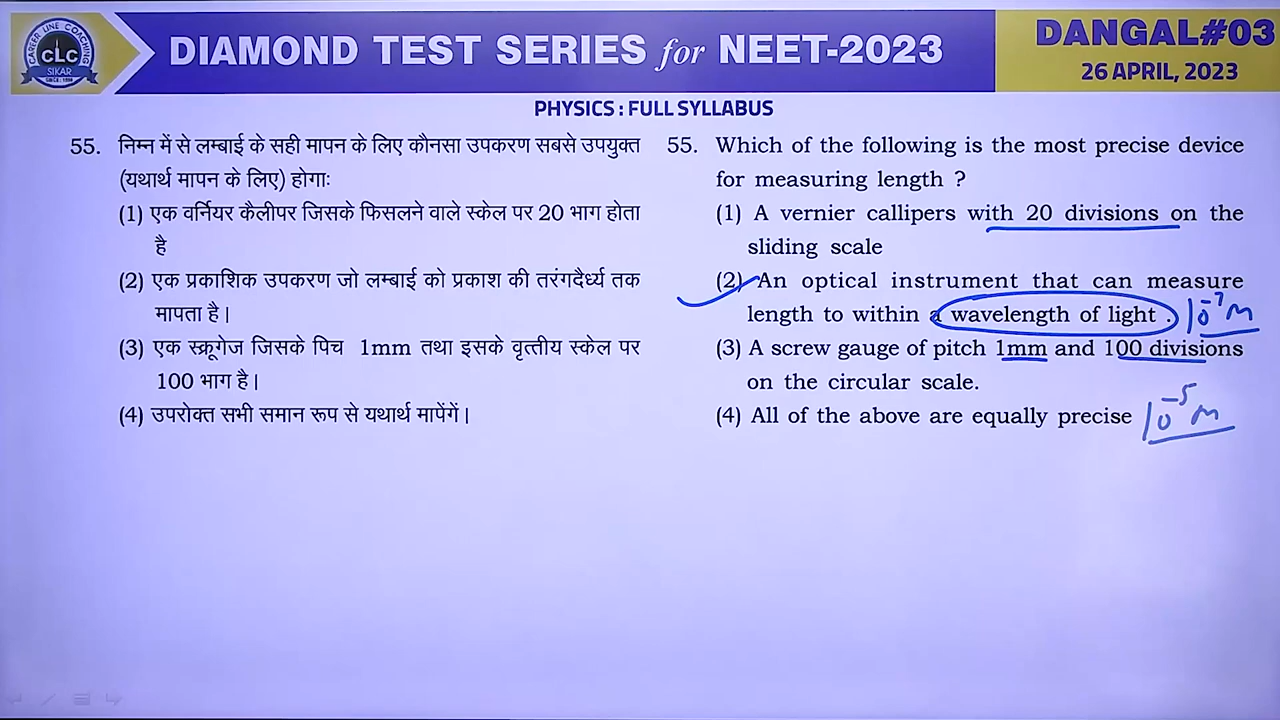 CAREER LINE COACHING
CLC
SIKAR
SINCE : 1996
DIAMOND TEST SERIES for NEET-2023
DANGAL#03
26 APRIL, 2023
PHYSICS : FULL SYLLABUS
55. निम्न में से लम्बाई के सही मापन के लिए कौनसा उपकरण सबसे उपयुक्त
(यथार्थ मापन के लिए) होगाः
(1) एक वर्नियर कैलीपर जिसके फिसलने वाले स्केल पर 20 भाग होता
है
(2) एक प्रकाशिक उपकरण जो लम्बाई को प्रकाश की तरंगदैर्ध्य तक
मापता है।
(3) एक स्क्रूगेज जिसके पिच 1mm तथा इसके वृत्तीय स्केल पर
100 भाग है।
(4) उपरोक्त सभी समान रूप से यथार्थ मापेंगें।
55. Which of the following is the most precise device
for measuring length ?
(1) A vernier callipers with 20 divisions on the
sliding scale
(2) An optical instrument that can measure
length to within a wavelength of light . 10⁻⁷ m
(3) A screw gauge of pitch 1mm and 100 divisions
on the circular scale.
(4) All of the above are equally precise 10⁻⁵ m